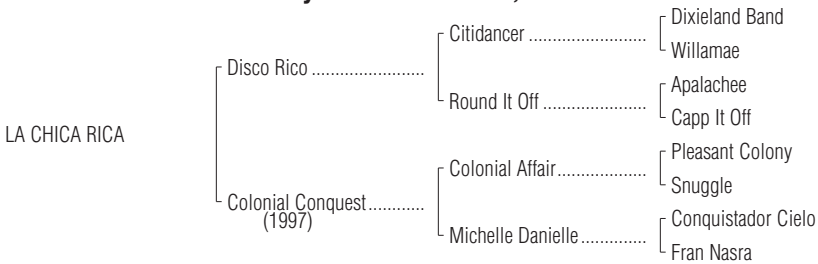 Dixieland Band
Citidancer ........................
Willamae
Disco Rico ........................
Apalachee
Round It Off ......................
Capp It Off
LA CHICA RICA
Pleasant Colony
Colonial Affair...................
Snuggle
Colonial Conquest............
(1997)
Conquistador Cielo
Michelle Danielle..............
Fran Nasra